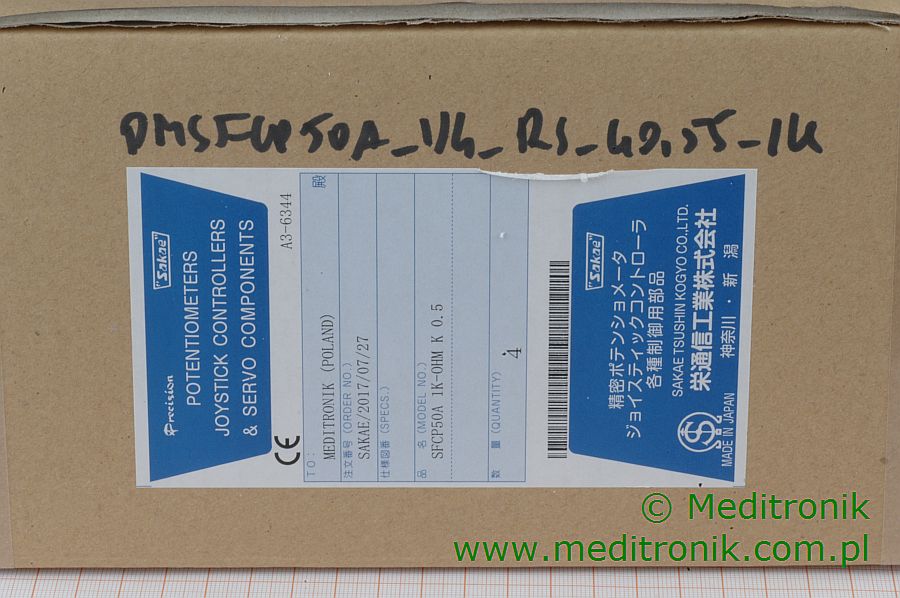 DMSFCP50A_1/4_RS_49.5T_1K
"Sakae"
Precision
POTENTIOMETERS
JOYSTICK CONTROLLERS
& SERVO COMPONENTS
A3-6344
CE
殿
TO:
MEDITRONIK (POLAND)
注文番号 (ORDER NO.)
SAKAE/2017/07/27
仕様図番 (SPECS.)
品 名 (MODEL NO.)
SFCP50A 1K-OHM K 0.5
数 量 (QUANTITY)
4
"Sakae"
精密ポテンショメータ
ジョイスティックコントローラ
各種制御用部品
SAKAE TSUSHIN KOGYO CO.,LTD.
栄通信工業株式会社
神奈川・新 潟
MADE IN JAPAN
© Meditronik
www.meditronik.com.pl